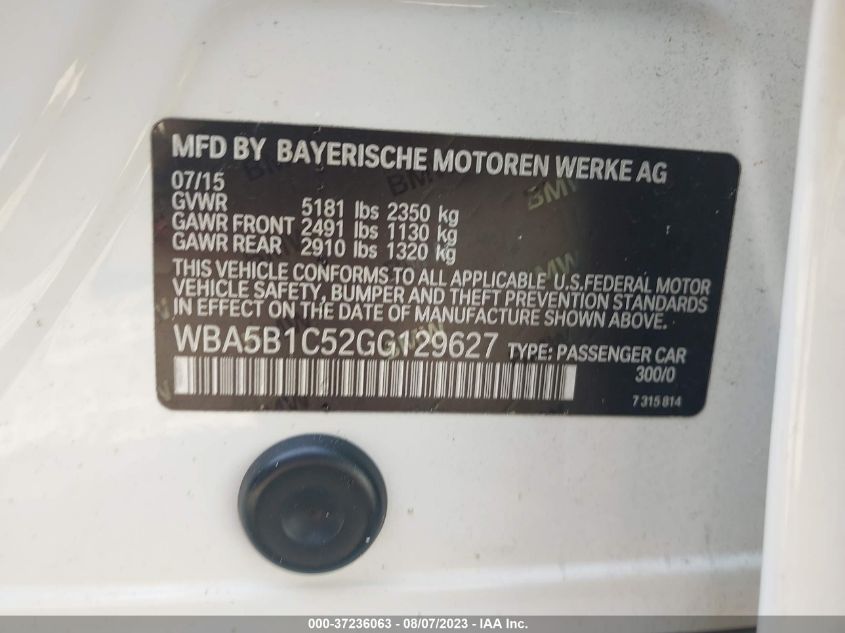 MFD BY BAYERISCHE MOTOREN WERKE AG
07/15
GVWR 5181 lbs 2350 kg
GAWR FRONT 2491 lbs 1130 kg
GAWR REAR 2910 lbs 1320 kg
THIS VEHICLE CONFORMS TO ALL APPLICABLE U.S.FEDERAL MOTOR
VEHICLE SAFETY, BUMPER AND THEFT PREVENTION STANDARDS
IN EFFECT ON THE DATE OF MANUFACTURE SHOWN ABOVE.
WBA5B1C52GG129627 TYPE: PASSENGER CAR
300/0
7 315 814
000-37236063 — 08/07/2023 — IAA Inc.